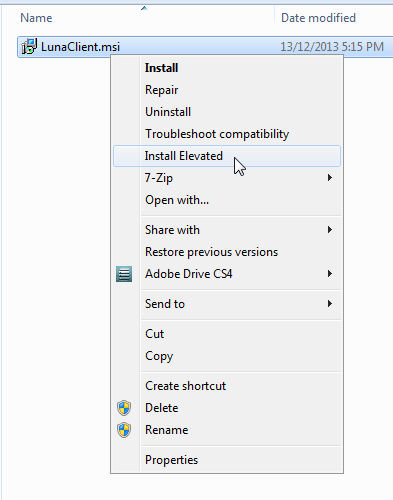 Name Date modified
LunaClient.msi 13/12/2013 5:15 PM
Install
Repair
Uninstall
Troubleshoot compatibility
Install Elevated
7-Zip
Open with...
Share with
Restore previous versions
Adobe Drive CS4
Send to
Cut
Copy
Create shortcut
Delete
Rename
Properties